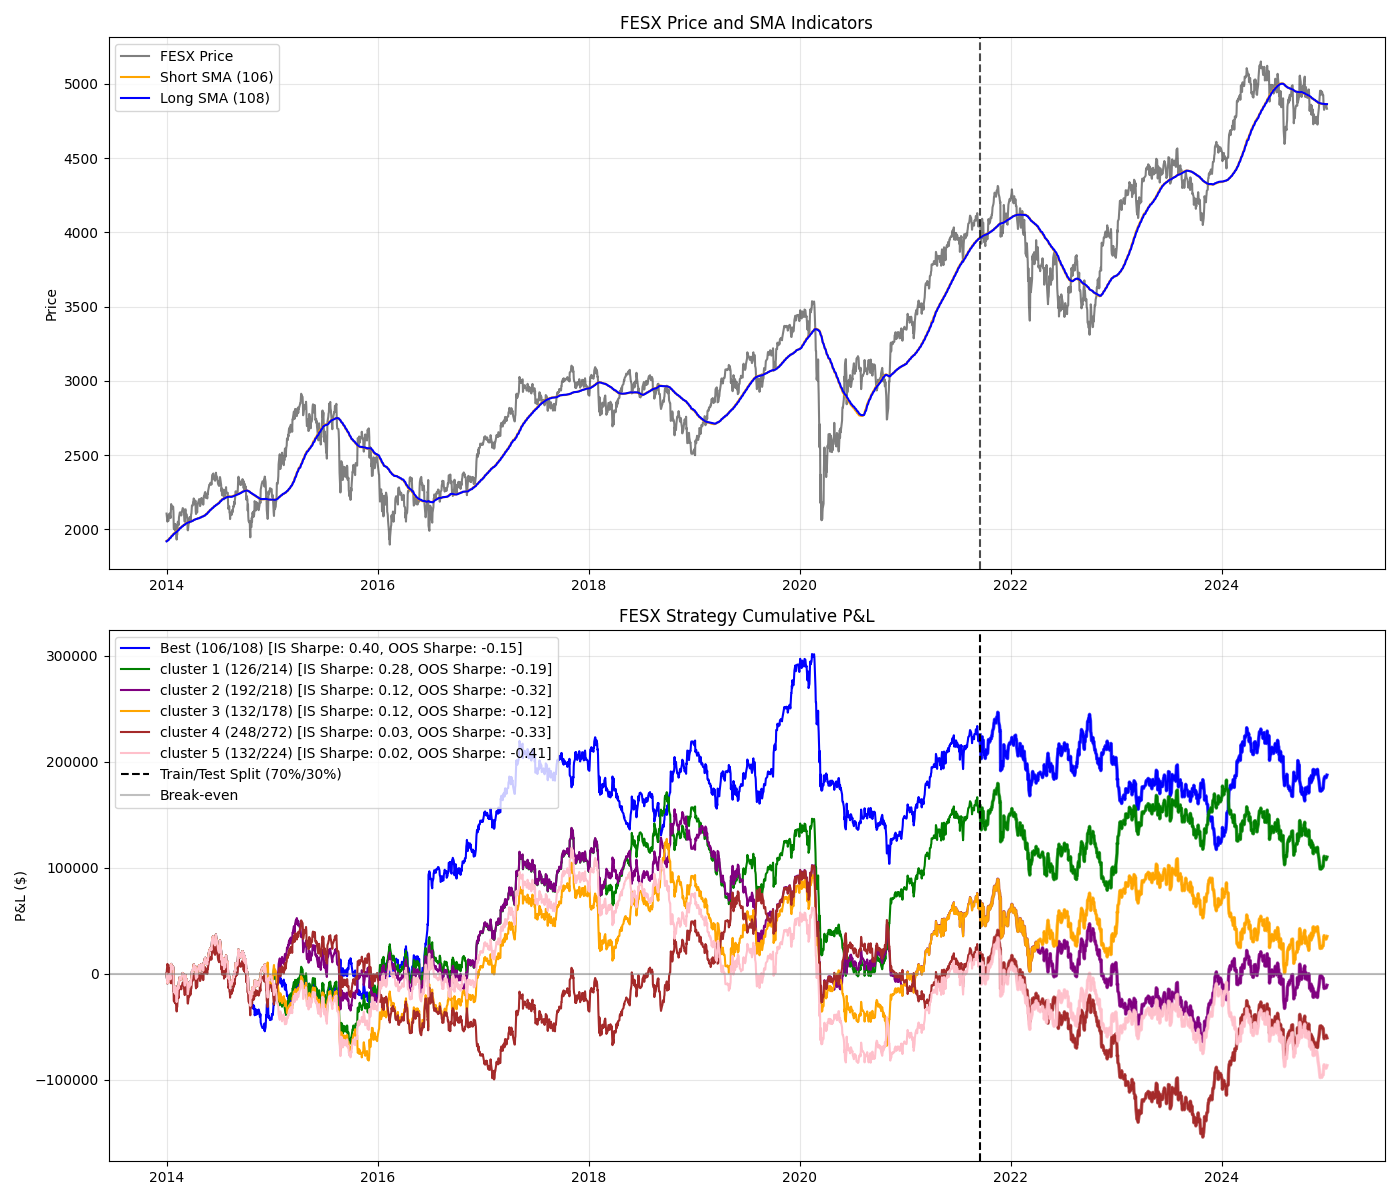 FESX Price and SMA Indicators
FESX Price
Short SMA (106)
Long SMA (108)
Price
5000
4500
4000
3500
3000
2500
2000
2014
2016
2018
2020
2022
2024
FESX Strategy Cumulative P&L
Best (106/108) [IS Sharpe: 0.40, OOS Sharpe: -0.15]
cluster 1 (126/214) [IS Sharpe: 0.28, OOS Sharpe: -0.19]
cluster 2 (192/218) [IS Sharpe: 0.12, OOS Sharpe: -0.32]
cluster 3 (132/178) [IS Sharpe: 0.12, OOS Sharpe: -0.12]
cluster 4 (248/272) [IS Sharpe: 0.03, OOS Sharpe: -0.33]
cluster 5 (132/224) [IS Sharpe: 0.02, OOS Sharpe: -0.41]
Train/Test Split (70%/30%)
Break-even
P&L ($)
300000
200000
100000
0
−100000
2014
2016
2018
2020
2022
2024